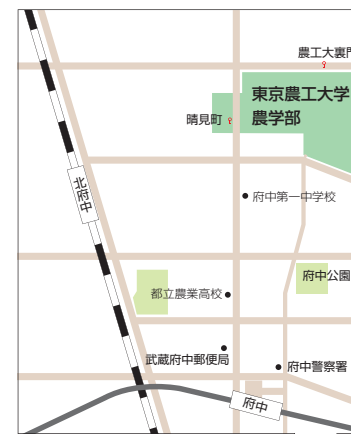 農工大裏門
東京農工大学
農学部
晴見町
北府中
府中第一中学校
府中公園
都立農業高校
武蔵府中郵便局
府中警察署
府中